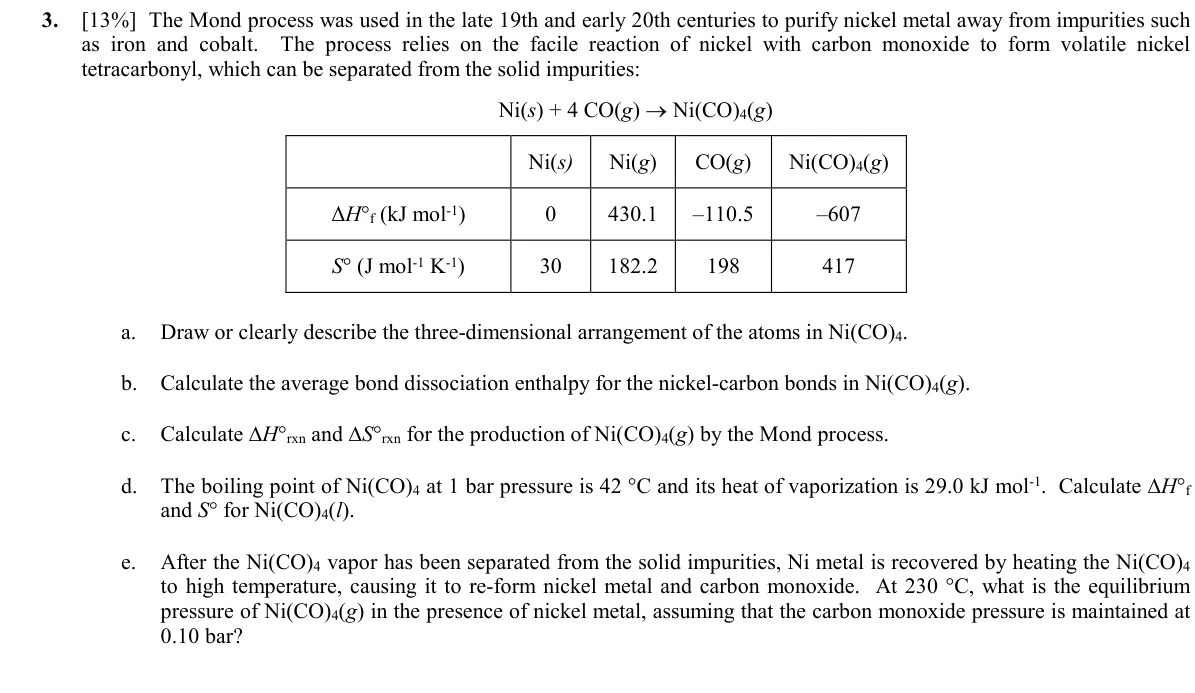 3. [13%] The Mond process was used in the late 19th and early 20th centuries to purify nickel metal away from impurities such
as iron and cobalt. The process relies on the facile reaction of nickel with carbon monoxide to form volatile nickel
tetracarbonyl, which can be separated from the solid impurities:
Ni(s) + 4 CO(g) → Ni(CO)₄(g)
Ni(s) Ni(g) CO(g) Ni(CO)₄(g)
ΔH°f (kJ mol⁻¹) 0 430.1 –110.5 –607
S° (J mol⁻¹ K⁻¹) 30 182.2 198 417
a. Draw or clearly describe the three-dimensional arrangement of the atoms in Ni(CO)₄.
b. Calculate the average bond dissociation enthalpy for the nickel-carbon bonds in Ni(CO)₄(g).
c. Calculate ΔH°rxn and ΔS°rxn for the production of Ni(CO)₄(g) by the Mond process.
d. The boiling point of Ni(CO)₄ at 1 bar pressure is 42 °C and its heat of vaporization is 29.0 kJ mol⁻¹. Calculate ΔH°f
and S° for Ni(CO)₄(l).
e. After the Ni(CO)₄ vapor has been separated from the solid impurities, Ni metal is recovered by heating the Ni(CO)₄
to high temperature, causing it to re-form nickel metal and carbon monoxide. At 230 °C, what is the equilibrium
pressure of Ni(CO)₄(g) in the presence of nickel metal, assuming that the carbon monoxide pressure is maintained at
0.10 bar?